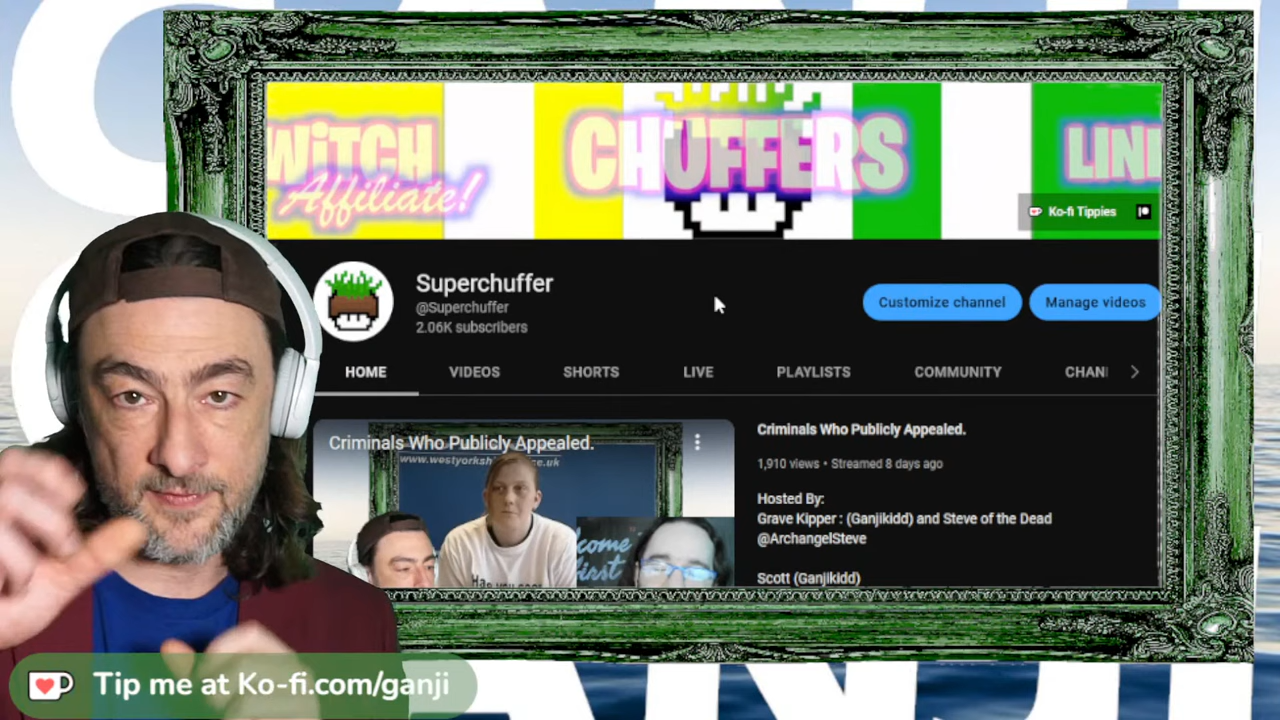 WiTCH
Affiliate!
CHUFFERS
LIN
Ko-fi Tippies
Superchuffer
@Superchuffer
2.06K subscribers
Customize channel
Manage videos
HOME
VIDEOS
SHORTS
LIVE
PLAYLISTS
COMMUNITY
CHAN
Criminals Who Publicly Appealed.
Criminals Who Publicly Appealed.
1,910 views • Streamed 8 days ago
Hosted By:
Grave Kipper : (Ganjikidd) and Steve of the Dead
@ArchangelSteve
Scott (Ganjikidd)
Tip me at Ko-fi.com/ganji